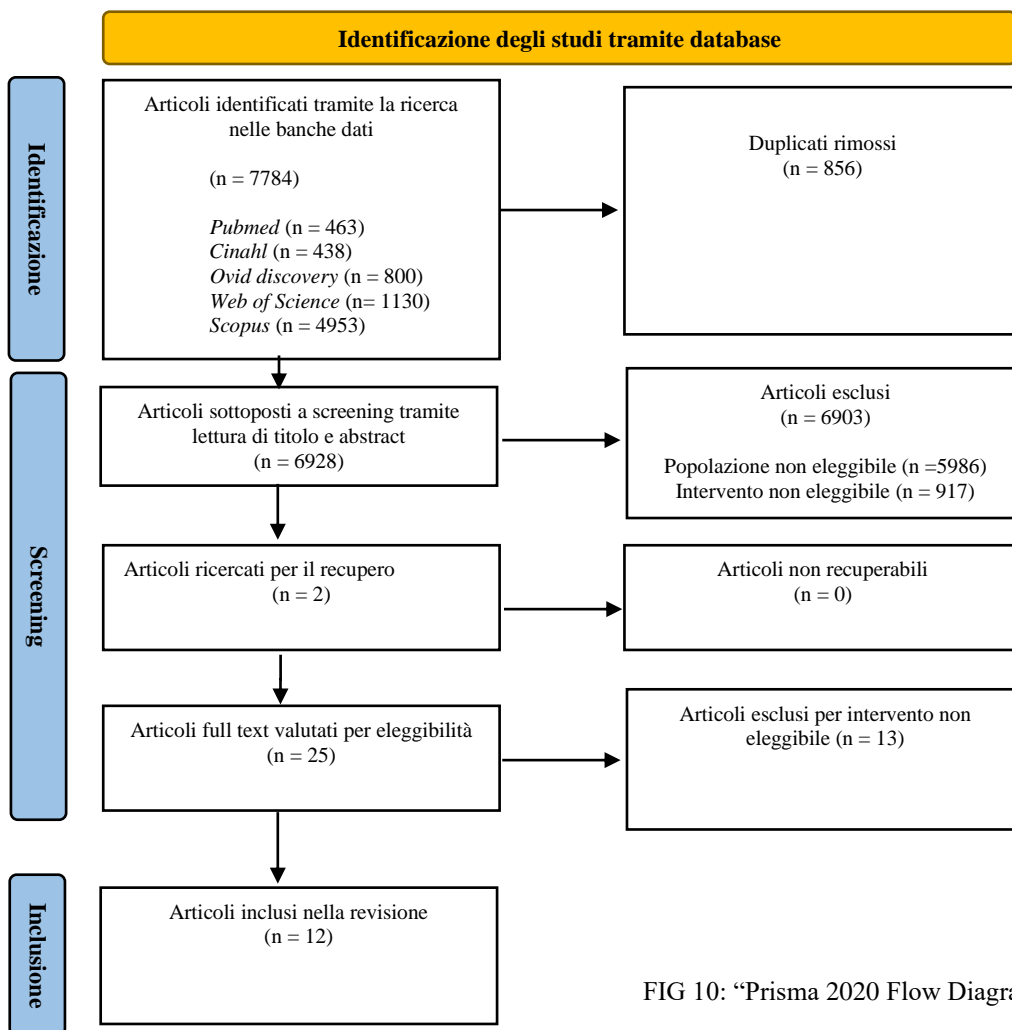 Identificazione degli studi tramite database
Identificazione
Articoli identificati tramite la ricerca
nelle banche dati
(n = 7784)
Pubmed (n = 463)
Cinahl (n = 438)
Ovid discovery (n = 800)
Web of Science (n= 1130)
Scopus (n = 4953)
Duplicati rimossi
(n = 856)
Screening
Articoli sottoposti a screening tramite
lettura di titolo e abstract
(n = 6928)
Articoli esclusi
(n = 6903)
Popolazione non eleggibile (n =5986)
Intervento non eleggibile (n = 917)
Articoli ricercati per il recupero
(n = 2)
Articoli non recuperabili
(n = 0)
Articoli full text valutati per eleggibilità
(n = 25)
Articoli esclusi per intervento non
eleggibile (n = 13)
Inclusione
Articoli inclusi nella revisione
(n = 12)
FIG 10: “Prisma 2020 Flow